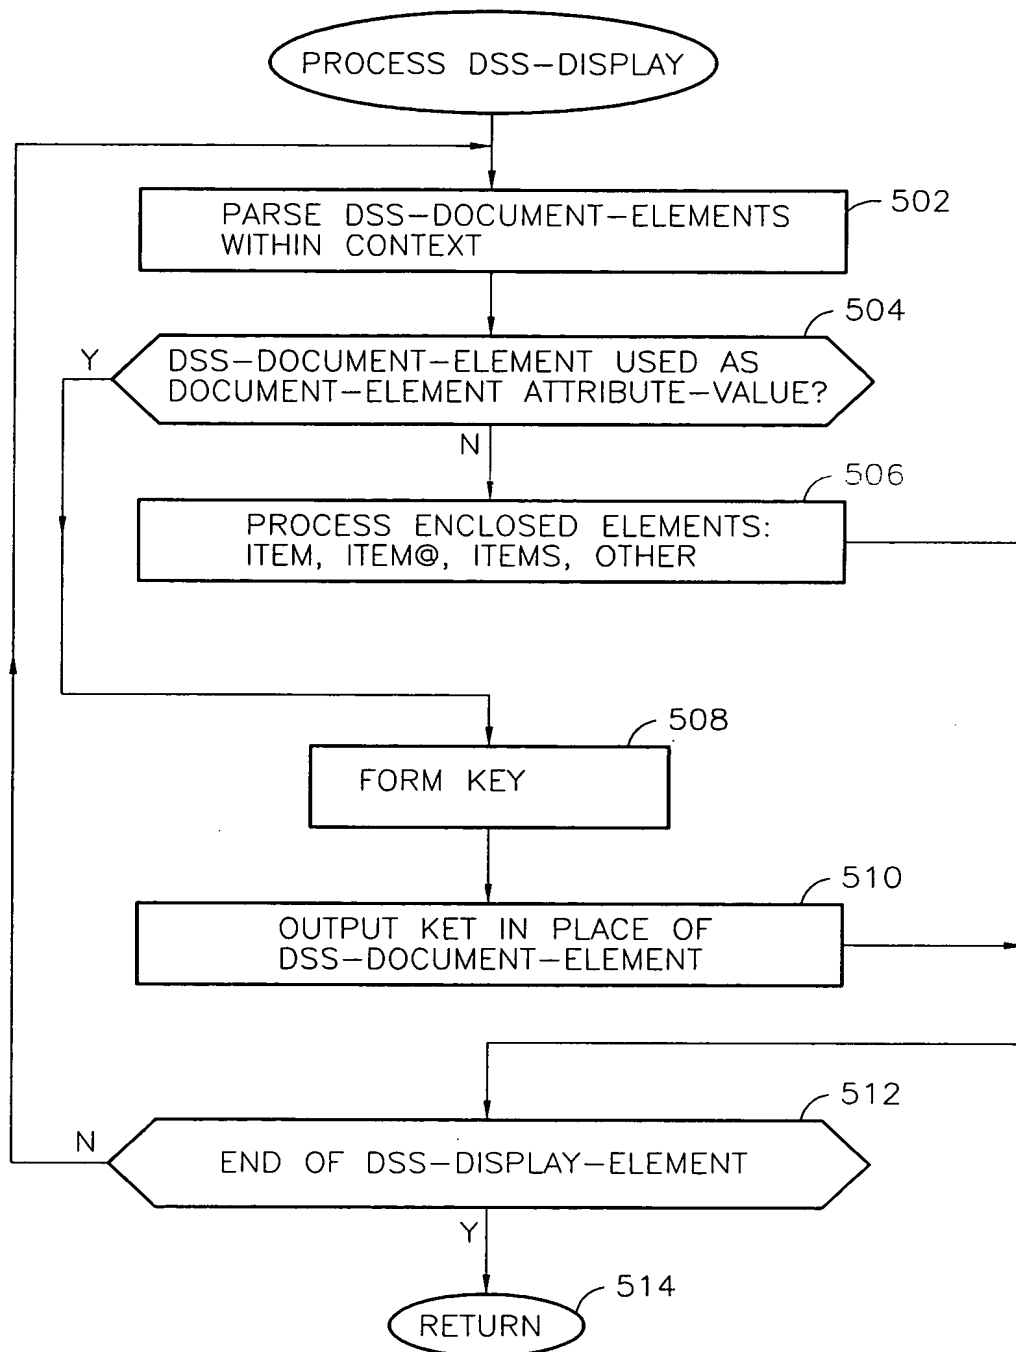 PROCESS DSS-DISPLAY
502
PARSE DSS-DOCUMENT-ELEMENTS
WITHIN CONTEXT
504
Y
DSS-DOCUMENT-ELEMENT USED AS
DOCUMENT-ELEMENT ATTRIBUTE-VALUE?
N
506
PROCESS ENCLOSED ELEMENTS:
ITEM, ITEM@, ITEMS, OTHER
508
FORM KEY
510
OUTPUT KET IN PLACE OF
DSS-DOCUMENT-ELEMENT
512
N
END OF DSS-DISPLAY-ELEMENT
Y
514
RETURN